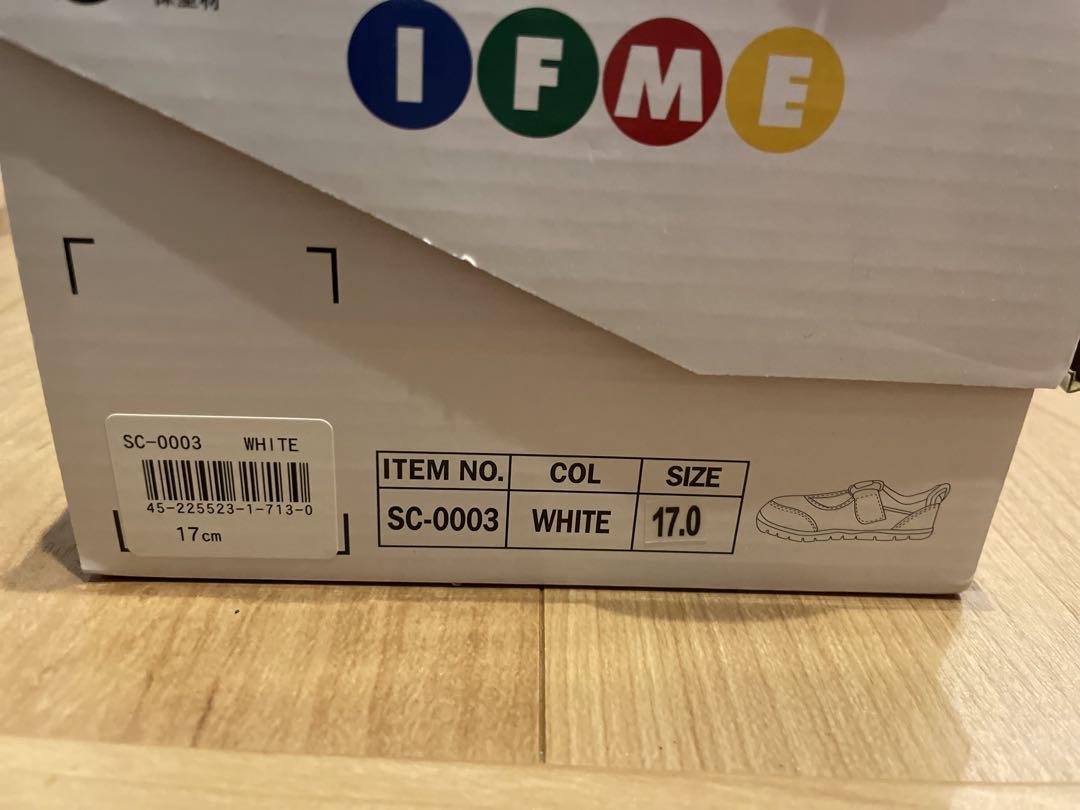 IFME
SC-0003 WHITE
45-225523-1-713-0
17cm
ITEM NO. COL SIZE
SC-0003 WHITE 17.0